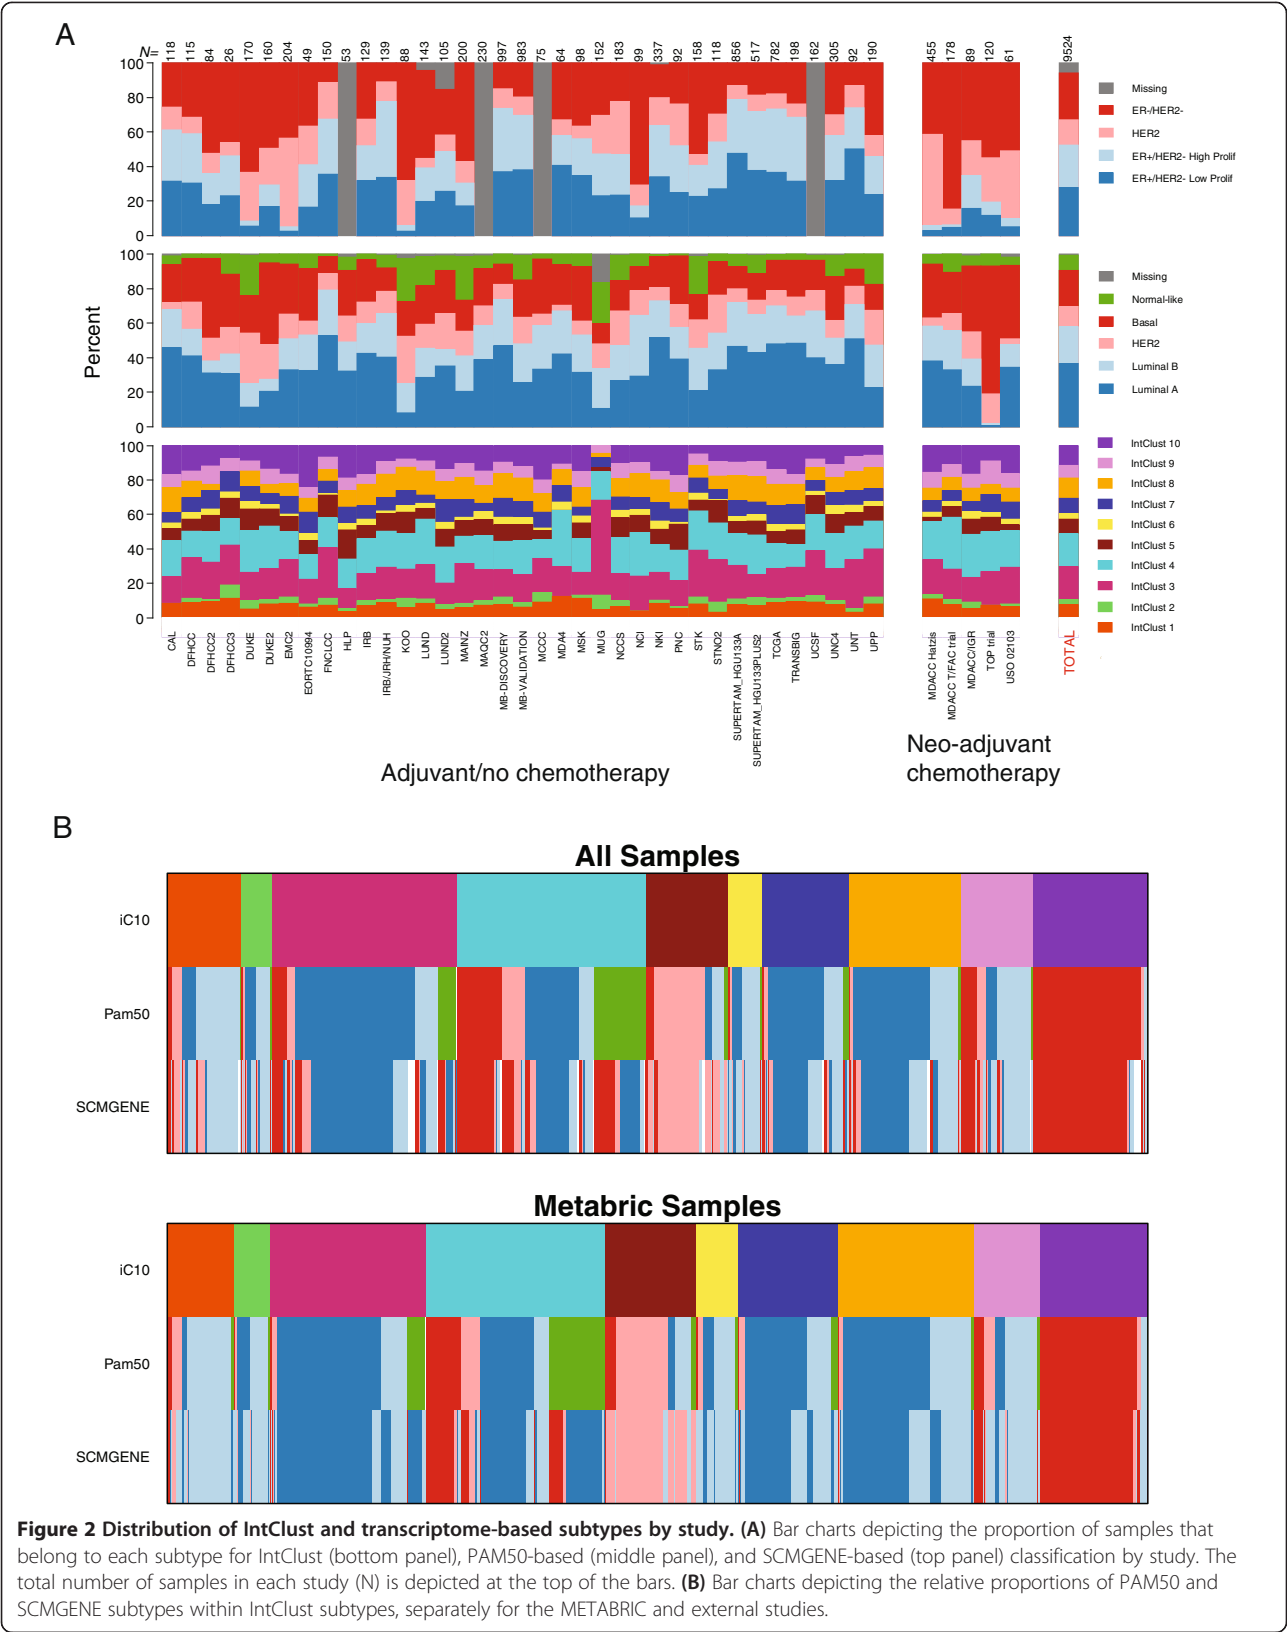 A
N= 118 115 84 26 170 160 204 49 150 53 129 139 88 143 105 200 230 997 983 75 64 98 152 183 99 337 92 158 118 856 517 782 198 162 305 92 190 455 178 89 120 61 9524
100
80
60
40
20
0
Missing
ER-/HER2-
HER2
ER+/HER2- High Prolif
ER+/HER2- Low Prolif
Percent
100
80
60
40
20
0
Missing
Normal-like
Basal
HER2
Luminal B
Luminal A
100
80
60
40
20
0
IntClust 10
IntClust 9
IntClust 8
IntClust 7
IntClust 6
IntClust 5
IntClust 4
IntClust 3
IntClust 2
IntClust 1
CAL
DFHCC
DFHCC2
DFHCC3
DUKE
DUKE2
EMC2
EORTC10994
FNCLCC
HLP
IRB
IRB/JRH/NUH
KOO
LUND
LUND2
MAINZ
MAQC2
MB-DISCOVERY
MB-VALIDATION
MCCC
MDA4
MSK
MUG
NCCS
NCI
NKI
PNC
STK
STNO2
SUPERTAM_HGU133A
SUPERTAM_HGU133PLUS2
TCGA
TRANSBIG
UCSF
UNC4
UNT
UPP
MDACC Hatzis
MDACC T/FAC trial
MDACC/IGR
TOP trial
USO 02103
TOTAL
Adjuvant/no chemotherapy
Neo-adjuvant
chemotherapy
B
All Samples
iC10
Pam50
SCMGENE
Metabric Samples
iC10
Pam50
SCMGENE
Figure 2 Distribution of IntClust and transcriptome-based subtypes by study. (A) Bar charts depicting the proportion of samples that
belong to each subtype for IntClust (bottom panel), PAM50-based (middle panel), and SCMGENE-based (top panel) classification by study. The
total number of samples in each study (N) is depicted at the top of the bars. (B) Bar charts depicting the relative proportions of PAM50 and
SCMGENE subtypes within IntClust subtypes, separately for the METABRIC and external studies.